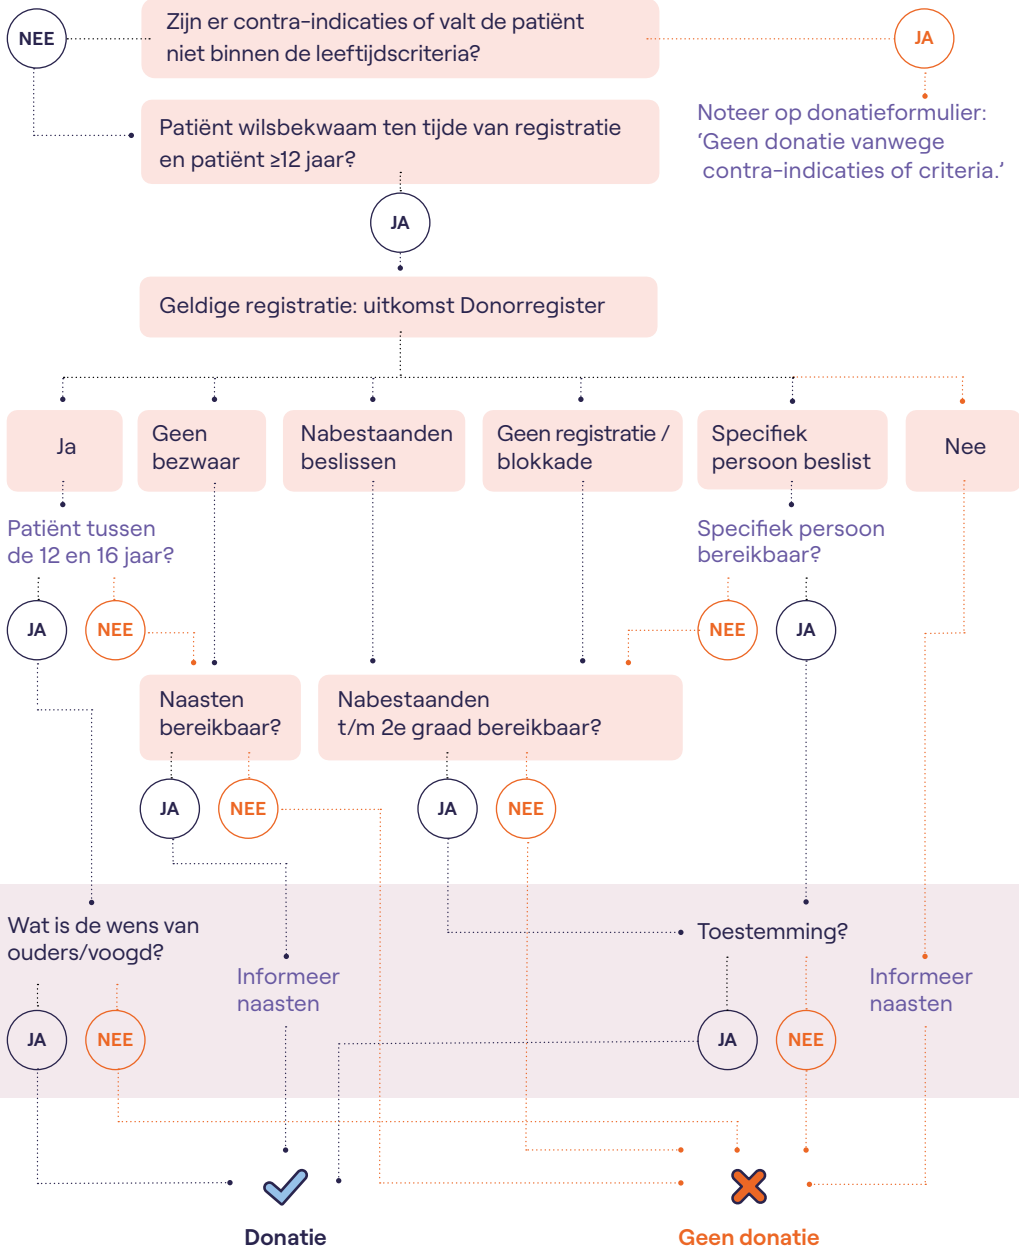 Zijn er contra-indicaties of valt de patiënt
niet binnen de leeftijdscriteria?
NEE
JA
Noteer op donatieformulier:
‘Geen donatie vanwege
contra-indicaties of criteria.’
Patiënt wilsbekwaam ten tijde van registratie
en patiënt ≥12 jaar?
JA
Geldige registratie: uitkomst Donorregister
Ja
Geen
bezwaar
Nabestaanden
beslissen
Geen registratie /
blokkade
Specifiek
persoon beslist
Nee
Patiënt tussen
de 12 en 16 jaar?
Specifiek persoon
bereikbaar?
JA
NEE
NEE
JA
Naasten
bereikbaar?
Nabestaanden
t/m 2e graad bereikbaar?
JA
NEE
JA
NEE
Wat is de wens van
ouders/voogd?
Informeer
naasten
Toestemming?
Informeer
naasten
JA
NEE
JA
NEE
Donatie
Geen donatie